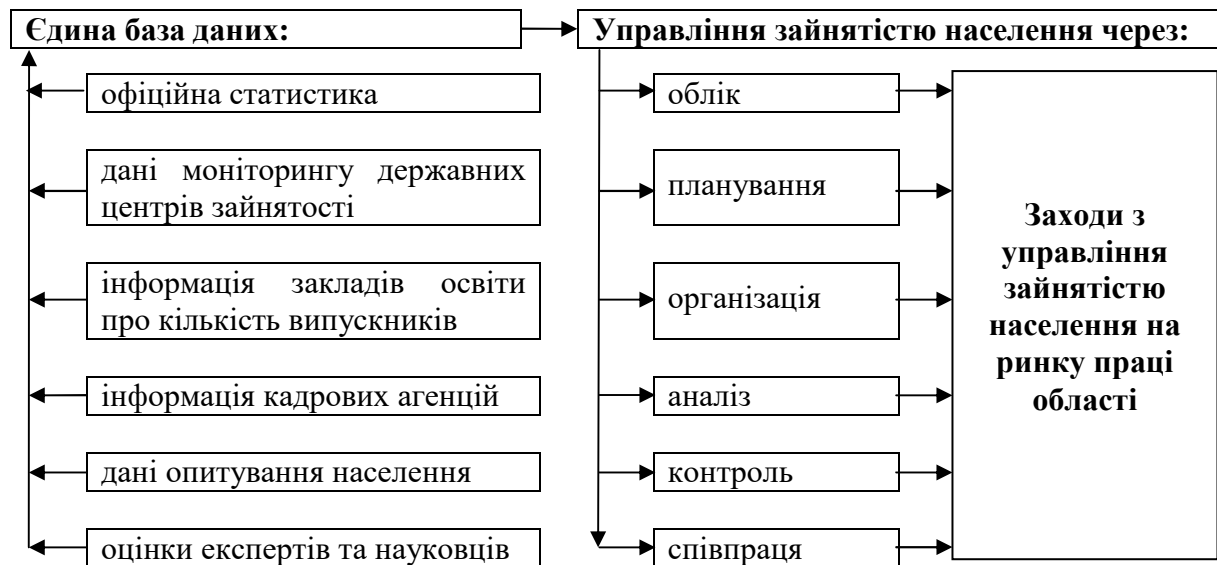 Єдина база даних:
офіційна статистика
дані моніторингу державних
центрів зайнятості
інформація закладів освіти
про кількість випускників
інформація кадрових агенцій
дані опитування населення
оцінки експертів та науковців
Управління зайнятістю населення через:
облік
планування
організація
аналіз
контроль
співпраця
Заходи з
управління
зайнятістю
населення на
ринку праці
області